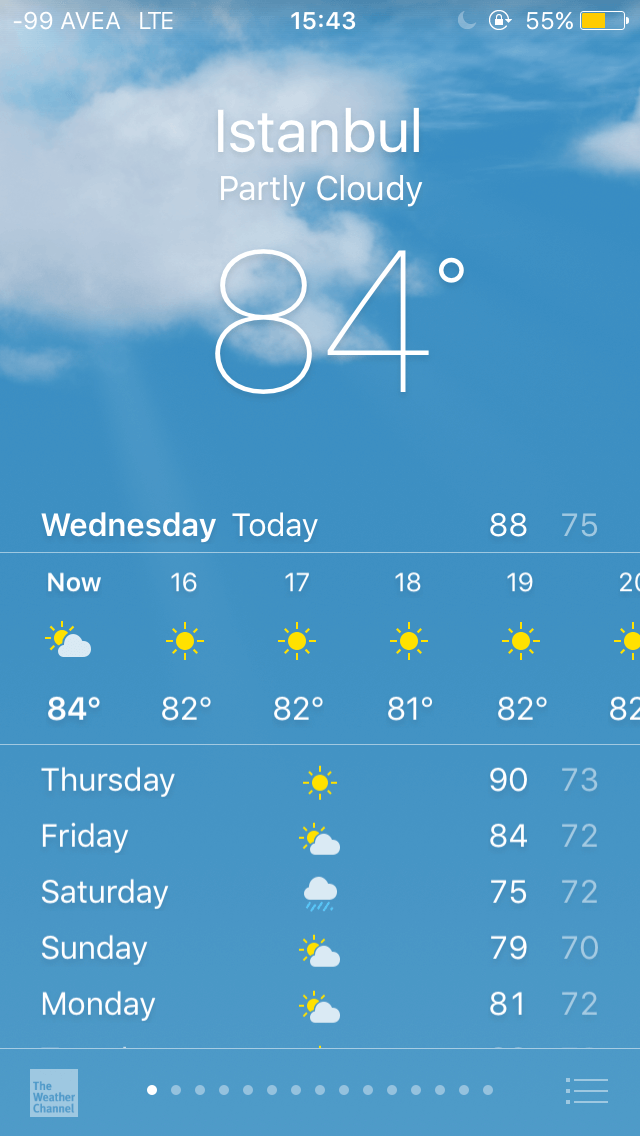 -99 AVEA LTE 15:43 55%
Istanbul
Partly Cloudy
84°
Wednesday Today 88 75
Now 16 17 18 19
84° 82° 82° 81° 82° 82
Thursday 90 73
Friday 84 72
Saturday 75 72
Sunday 79 70
Monday 81 72
The
Weather
Channel